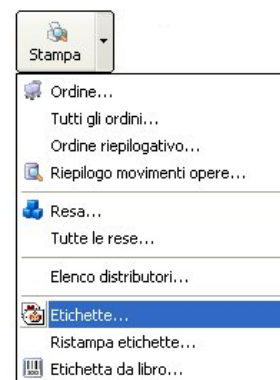 Stampa
Ordine...
Tutti gli ordini...
Ordine riepilogativo...
Riepilogo movimenti opere...
Resa...
Tutte le rese...
Elenco distributori...
Etichette...
Ristampa etichette...
Etichetta da libro...